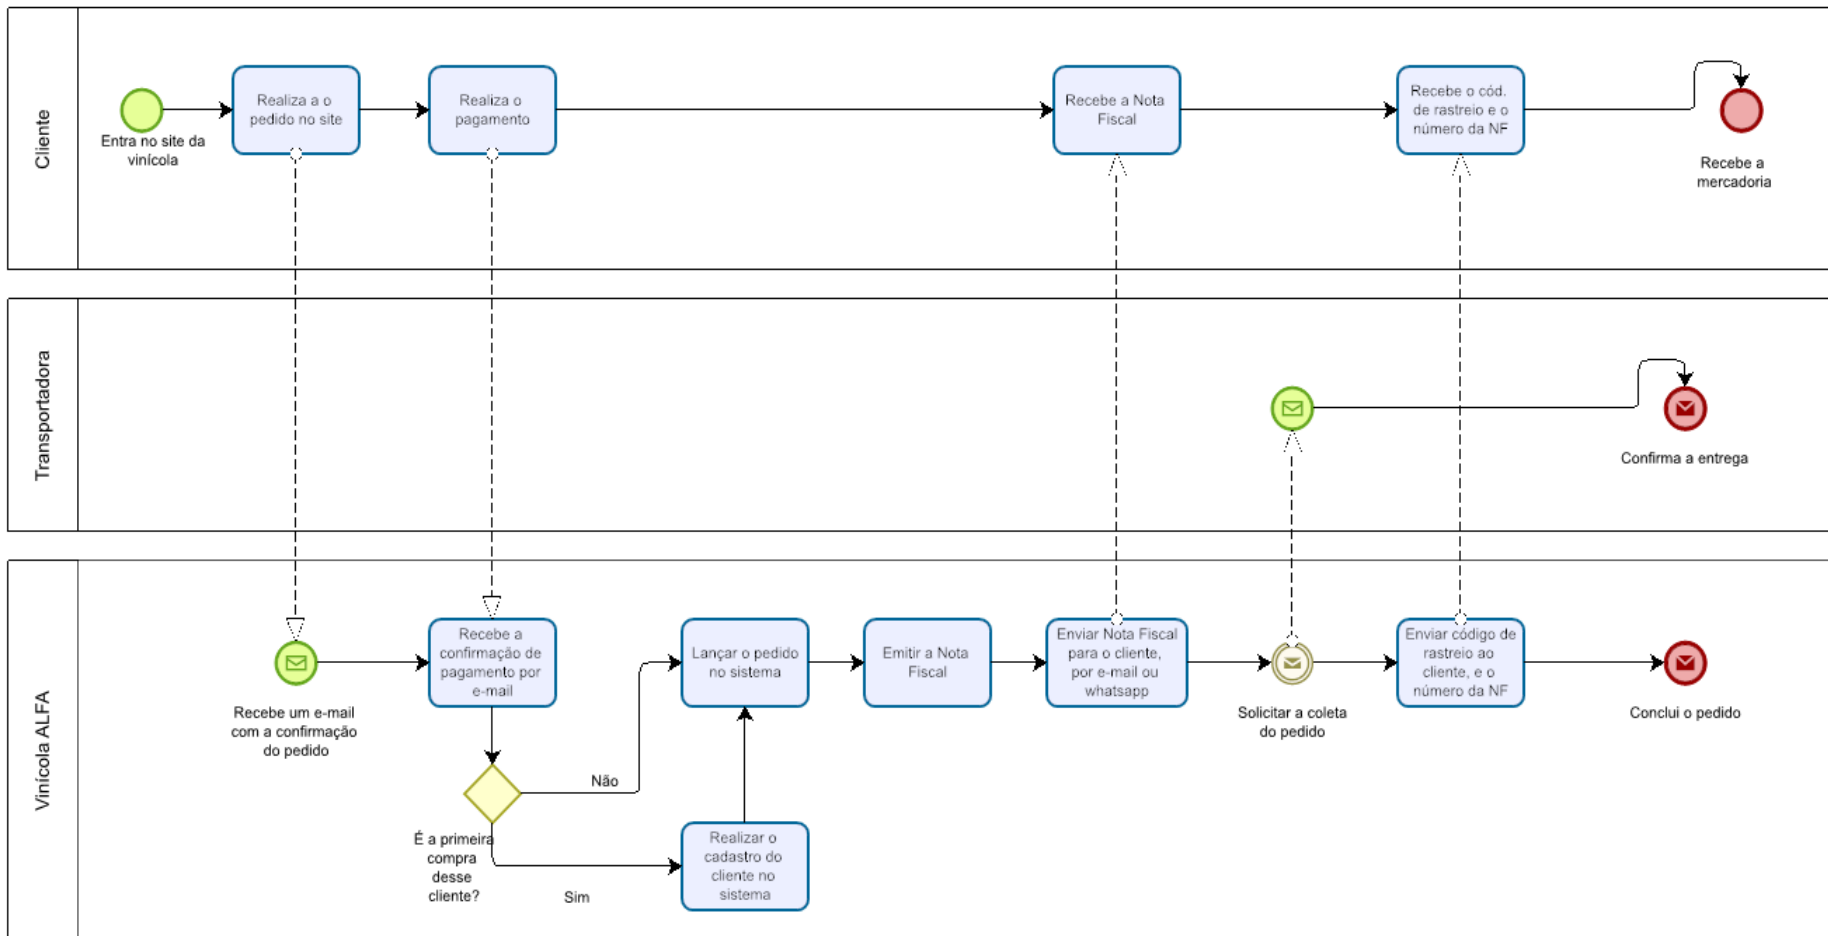 Cliente
Entra no site da
vinícola
Realiza a o
pedido no site
Realiza o
pagamento
Recebe a Nota
Fiscal
Recebe o cód.
de rastreio e o
número da NF
Recebe a
mercadoria
Transportadora
Confirma a entrega
Vinícola ALFA
Recebe um e-mail
com a confirmação
do pedido
Recebe a
confirmação de
pagamento por
e-mail
É a primeira
compra
desse
cliente?
Não
Sim
Realizar o
cadastro do
cliente no
sistema
Lançar o pedido
no sistema
Emitir a Nota
Fiscal
Enviar Nota Fiscal
para o cliente,
por e-mail ou
whatsapp
Solicitar a coleta
do pedido
Enviar código de
rastreio ao
cliente, e o
número da NF
Conclui o pedido